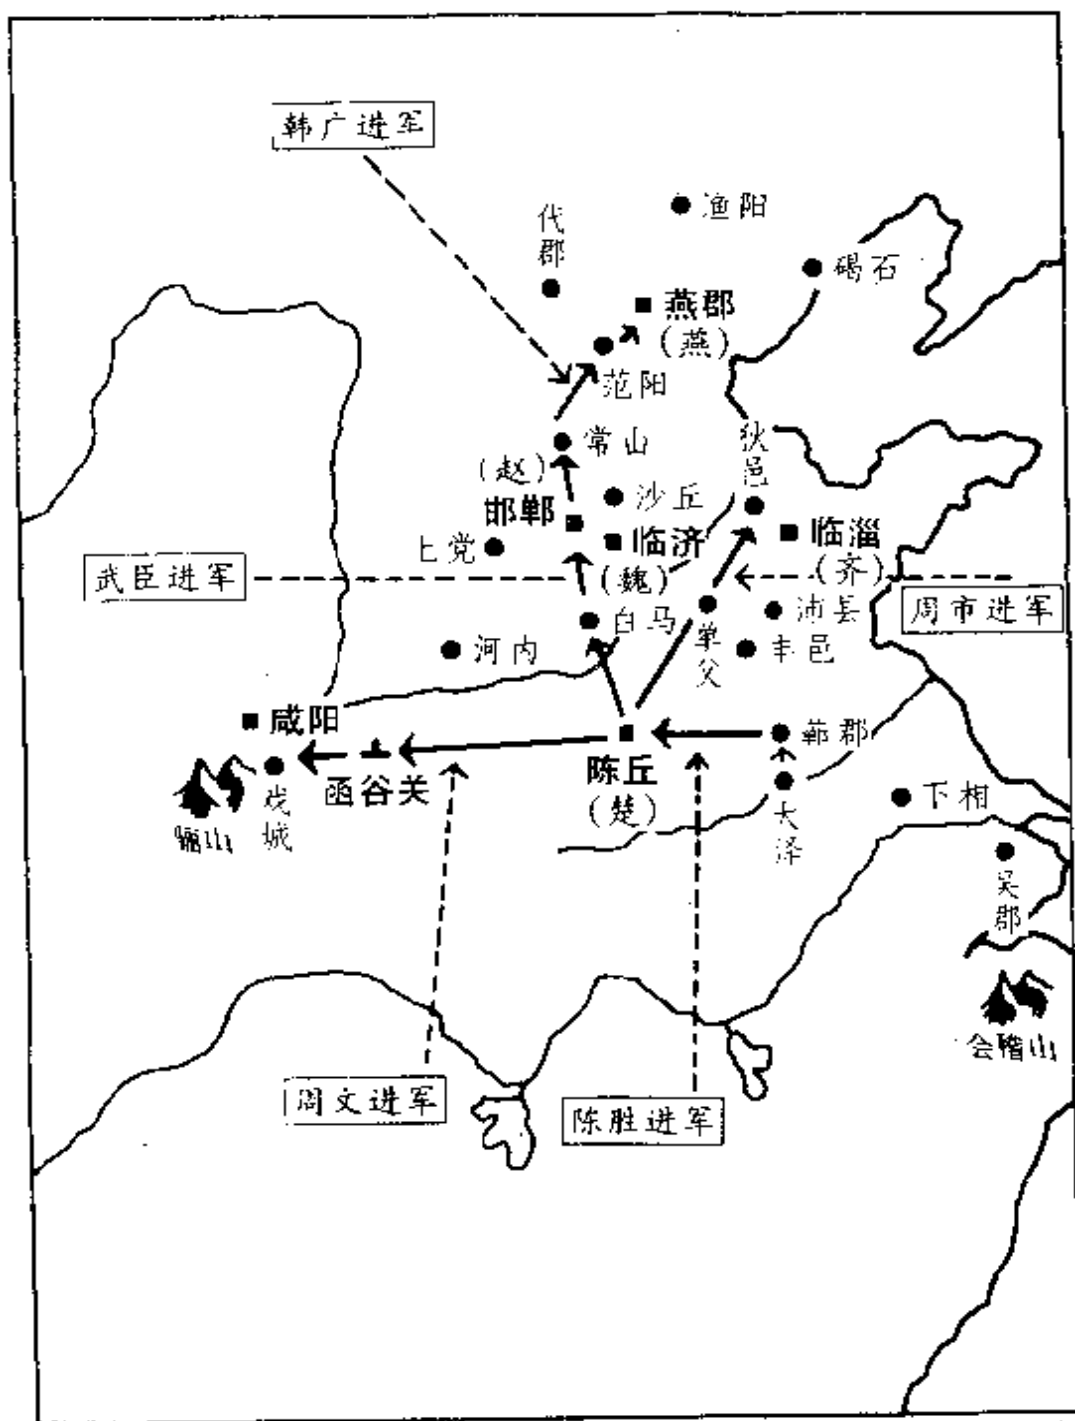 韩广进军
渔阳
代郡
碣石
燕郡
(燕)
范阳
常山
狄邑
(赵)
沙丘
邯郸
临济
(魏)
上党
临淄
(齐)
武臣进军
周市进军
沛县
白马
单父
丰邑
河内
咸阳
蕲郡
陈丘
(楚)
函谷关
戏城
骊山
大泽
下相
吴郡
会稽山
周文进军
陈胜进军